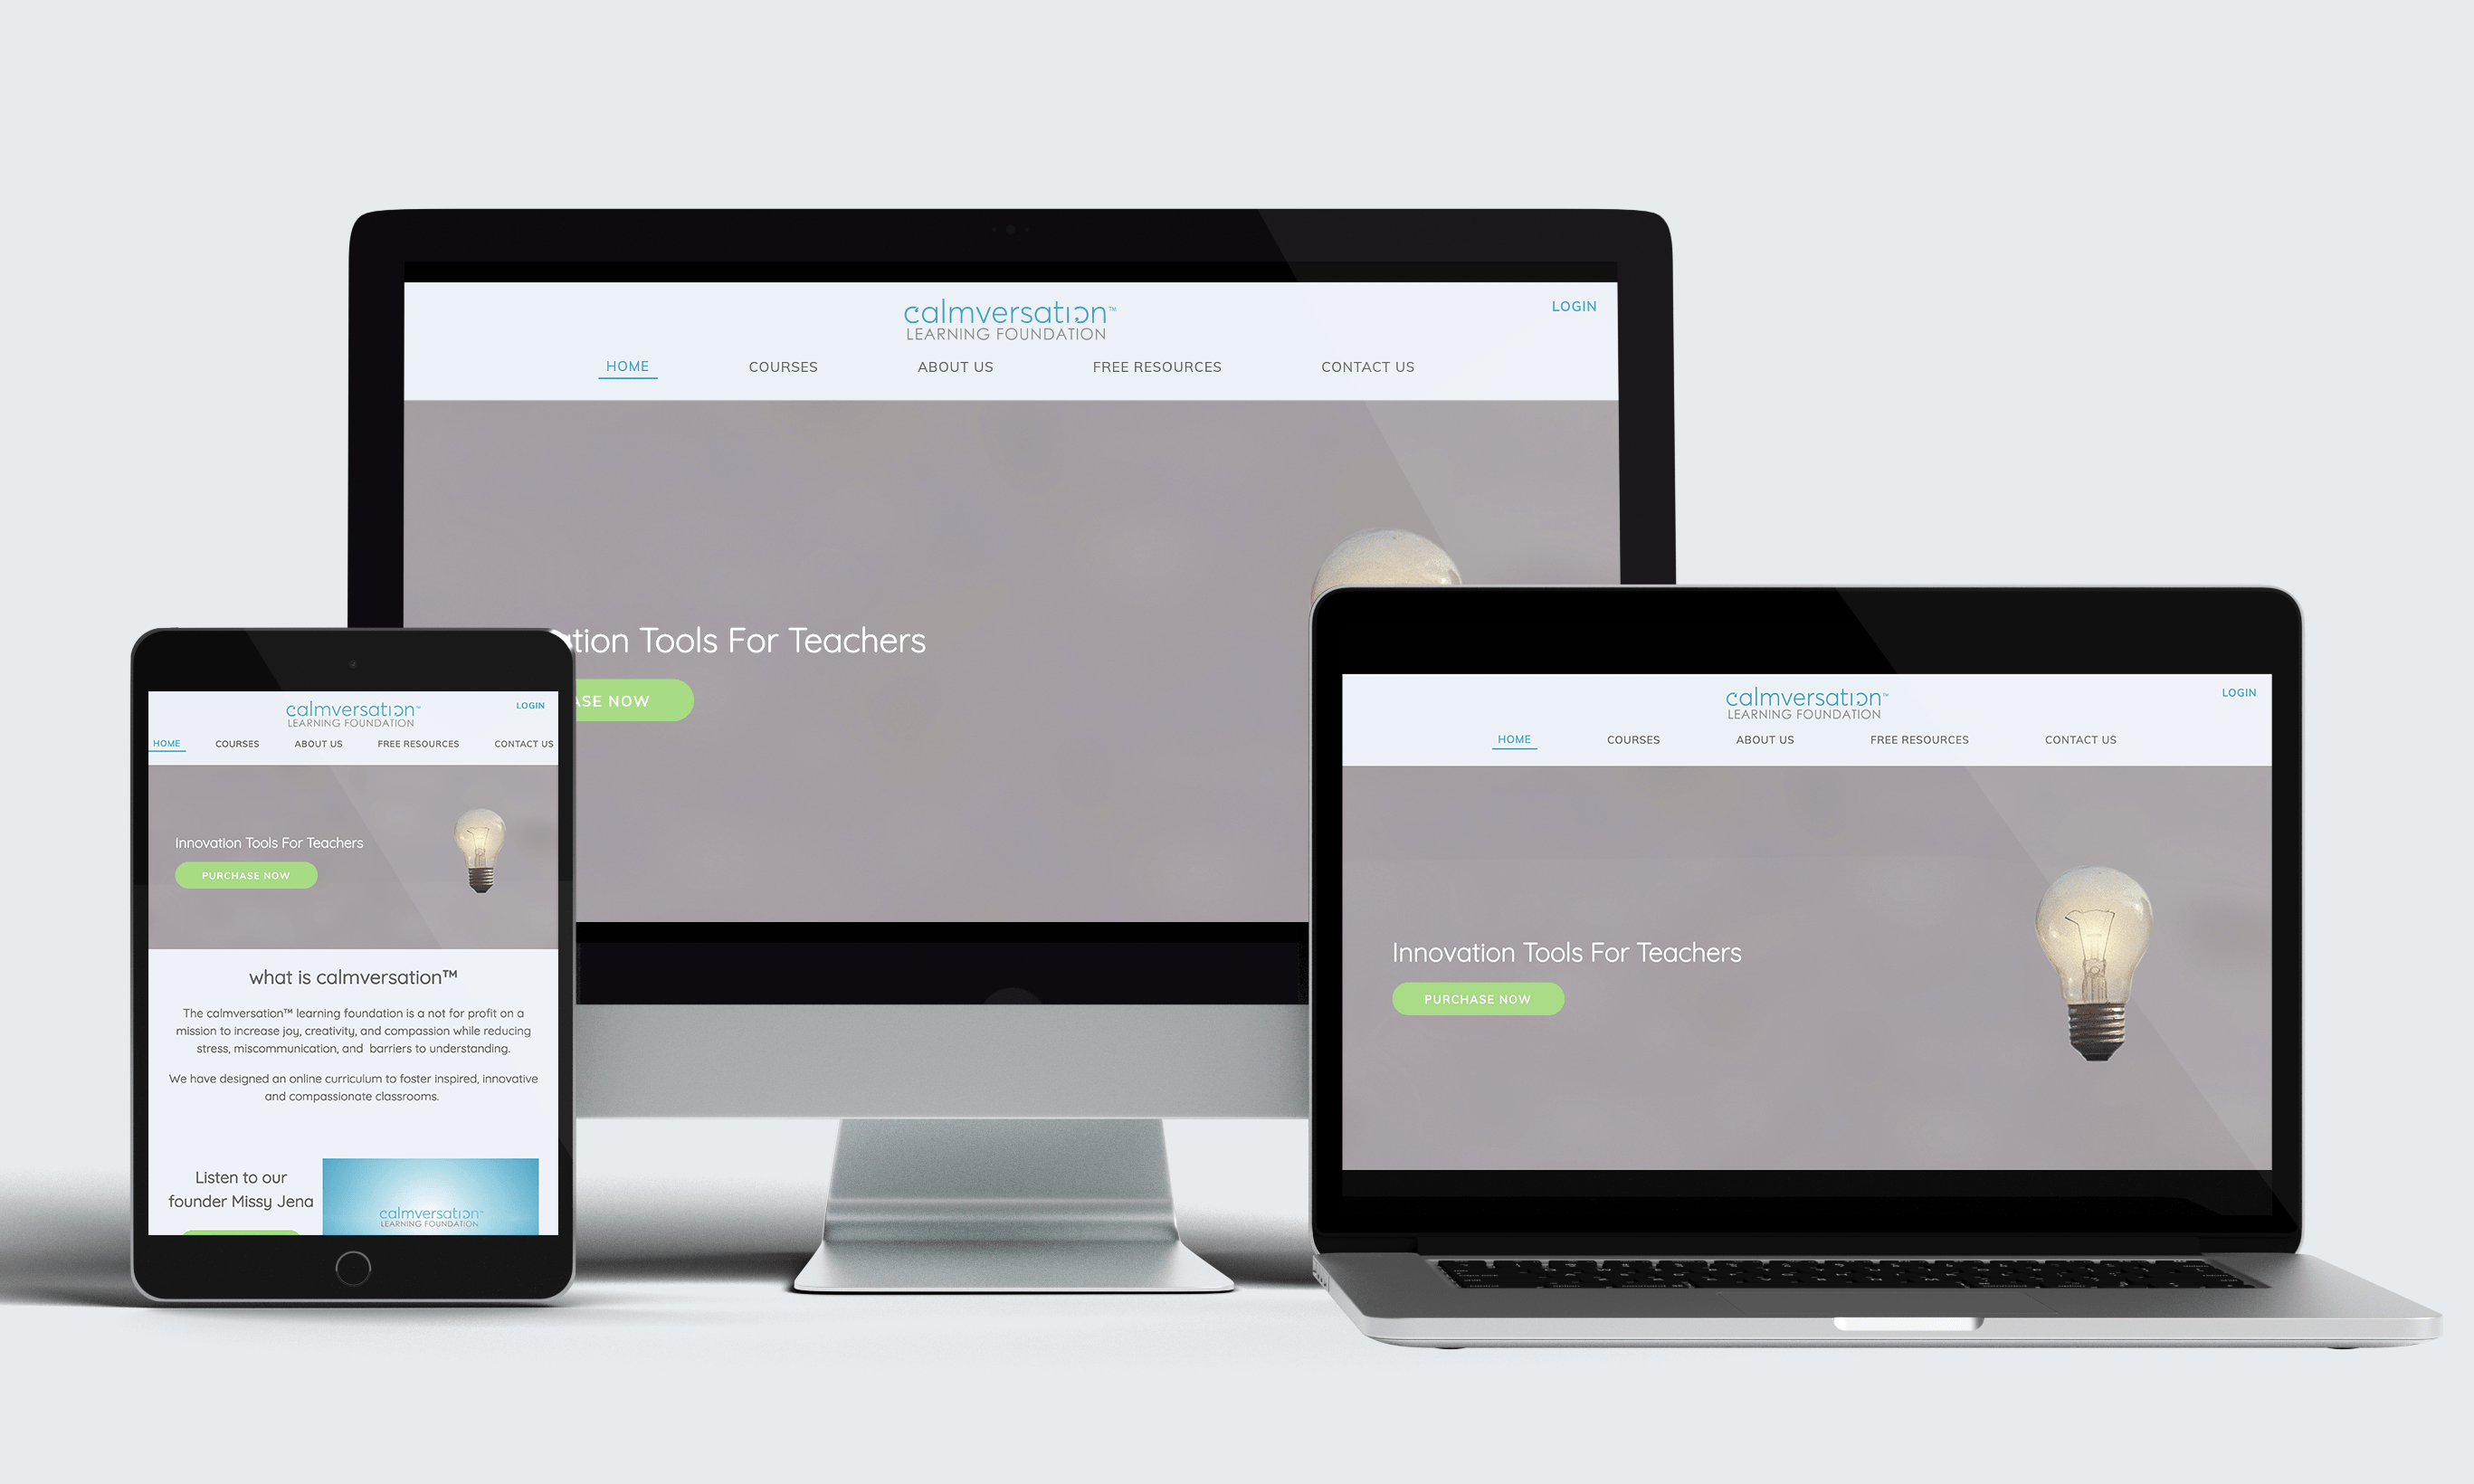 calmversation™
LEARNING FOUNDATION
LOGIN
HOME COURSES ABOUT US FREE RESOURCES CONTACT US
Tools For Teachers
NOW
calmversation™
LEARNING FOUNDATION
LOGIN
HOME COURSES ABOUT US FREE RESOURCES CONTACT US
Innovation Tools For Teachers
PURCHASE NOW
what is calmversation™
The calmversation™ learning foundation is a not for profit on a
mission to increase joy, creativity, and compassion while reducing
stress, miscommunication, and barriers to understanding.
We have designed an online curriculum to foster inspired, innovative
and compassionate classrooms.
Listen to our
founder Missy Jena
calmversation™
LEARNING FOUNDATION
calmversation™
LEARNING FOUNDATION
LOGIN
HOME COURSES ABOUT US FREE RESOURCES CONTACT US
Innovation Tools For Teachers
PURCHASE NOW